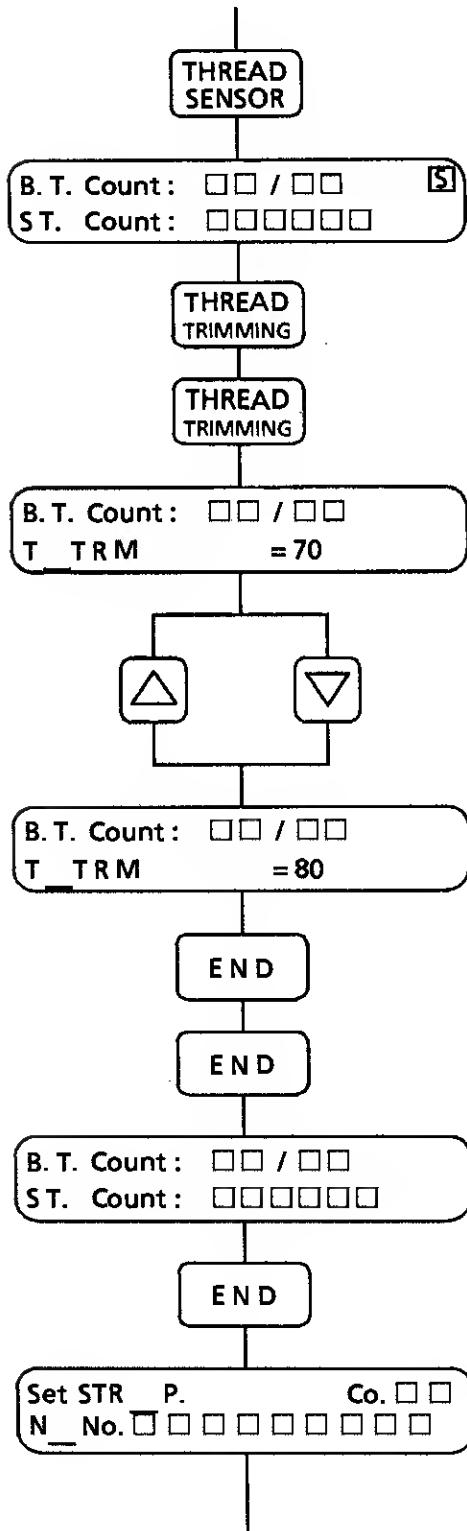 THREAD
SENSOR
B. T. Count : □□ / □□ S
ST. Count : □□□□□□
THREAD
TRIMMING
THREAD
TRIMMING
B. T. Count : □□ / □□
T_TRM = 70
△ ▽
B. T. Count : □□ / □□
T_TRM = 80
END
END
B. T. Count : □□ / □□
ST. Count : □□□□□□
END
Set STR_P. Co. □□
N_No. □□□□□□□□□